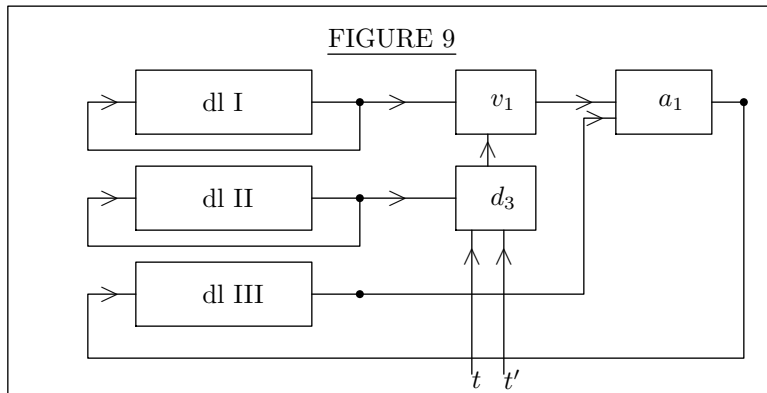 FIGURE 9
dl I
v₁
a₁
dl II
d₃
dl III
t
t′